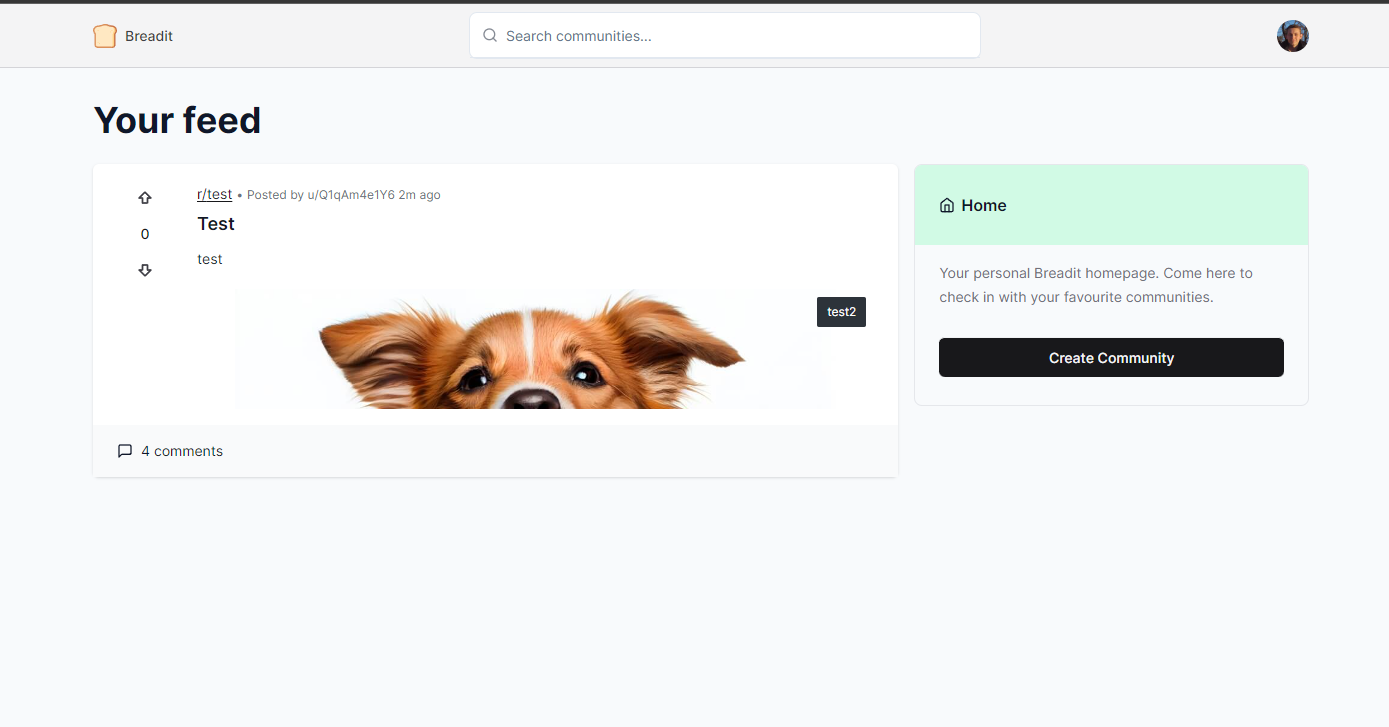 Breadit
Search communities...
Your feed
r/test • Posted by u/Q1qAm4e1Y6 2m ago
0
Test
test
test2
4 comments
Home
Your personal Breadit homepage. Come here to
check in with your favourite communities.
Create Community